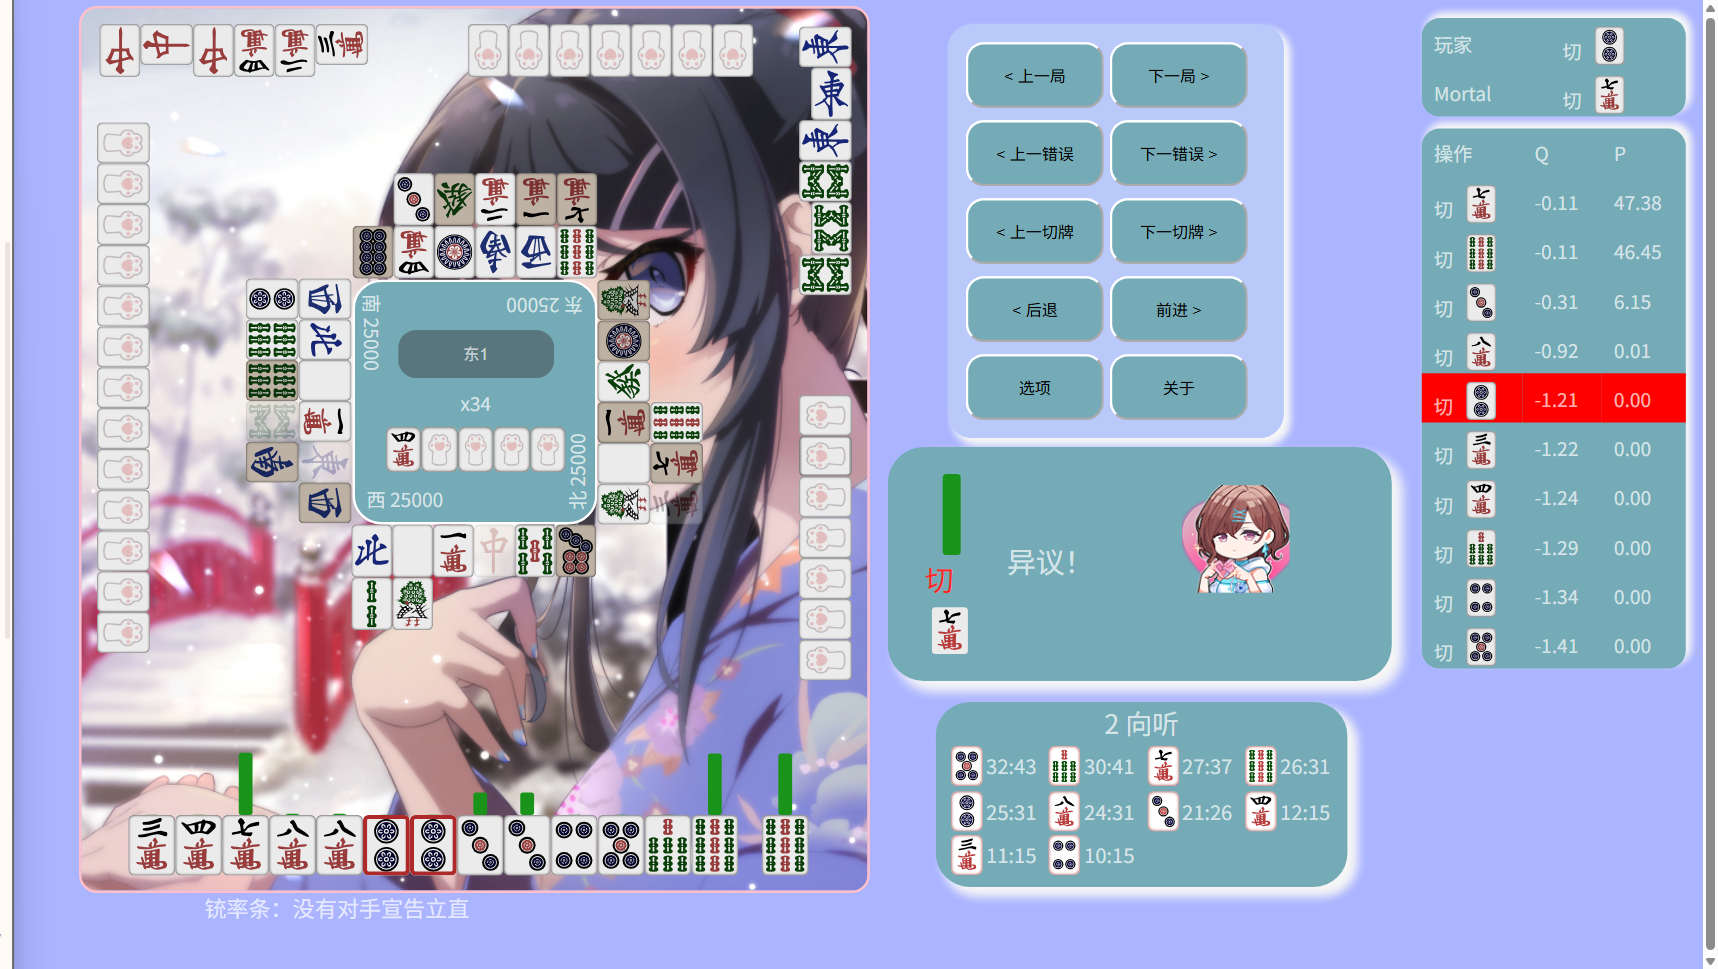 < 上一局
下一局 >
< 上一错误
下一错误 >
< 上一切牌
下一切牌 >
< 后退
前进 >
选项
关于
玩家 切
Mortal 切
操作 Q P
切 -0.11 47.38
切 -0.11 46.45
切 -0.31 6.15
切 -0.92 0.01
切 -1.21 0.00
切 -1.22 0.00
切 -1.24 0.00
切 -1.29 0.00
切 -1.34 0.00
切 -1.41 0.00
东 25000
南 25000
东1
x34
西 25000
北 25000
切
异议！
2 向听
32:43 30:41 27:37 26:31
25:31 24:31 21:26 12:15
11:15 10:15
铳率条：没有对手宣告立直